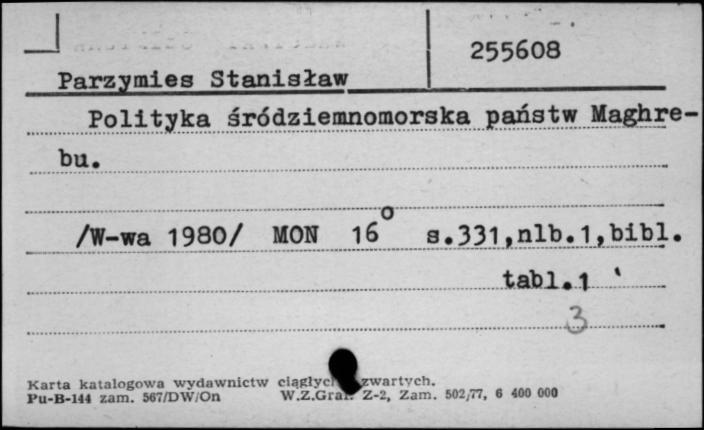 255608
Parzymies Stanisław
Polityka śródziemnomorska państw Maghre-
bu.
/W-wa 1980/ MON 16° s.331,nlb.1,bibl.
tabl.1
3
Karta katalogowa wydawnictw zwartych.
Pu-B-144 zam. 567/DW/On W.Z.Graf. Z-2, Zam. 502/77, 6 400 000